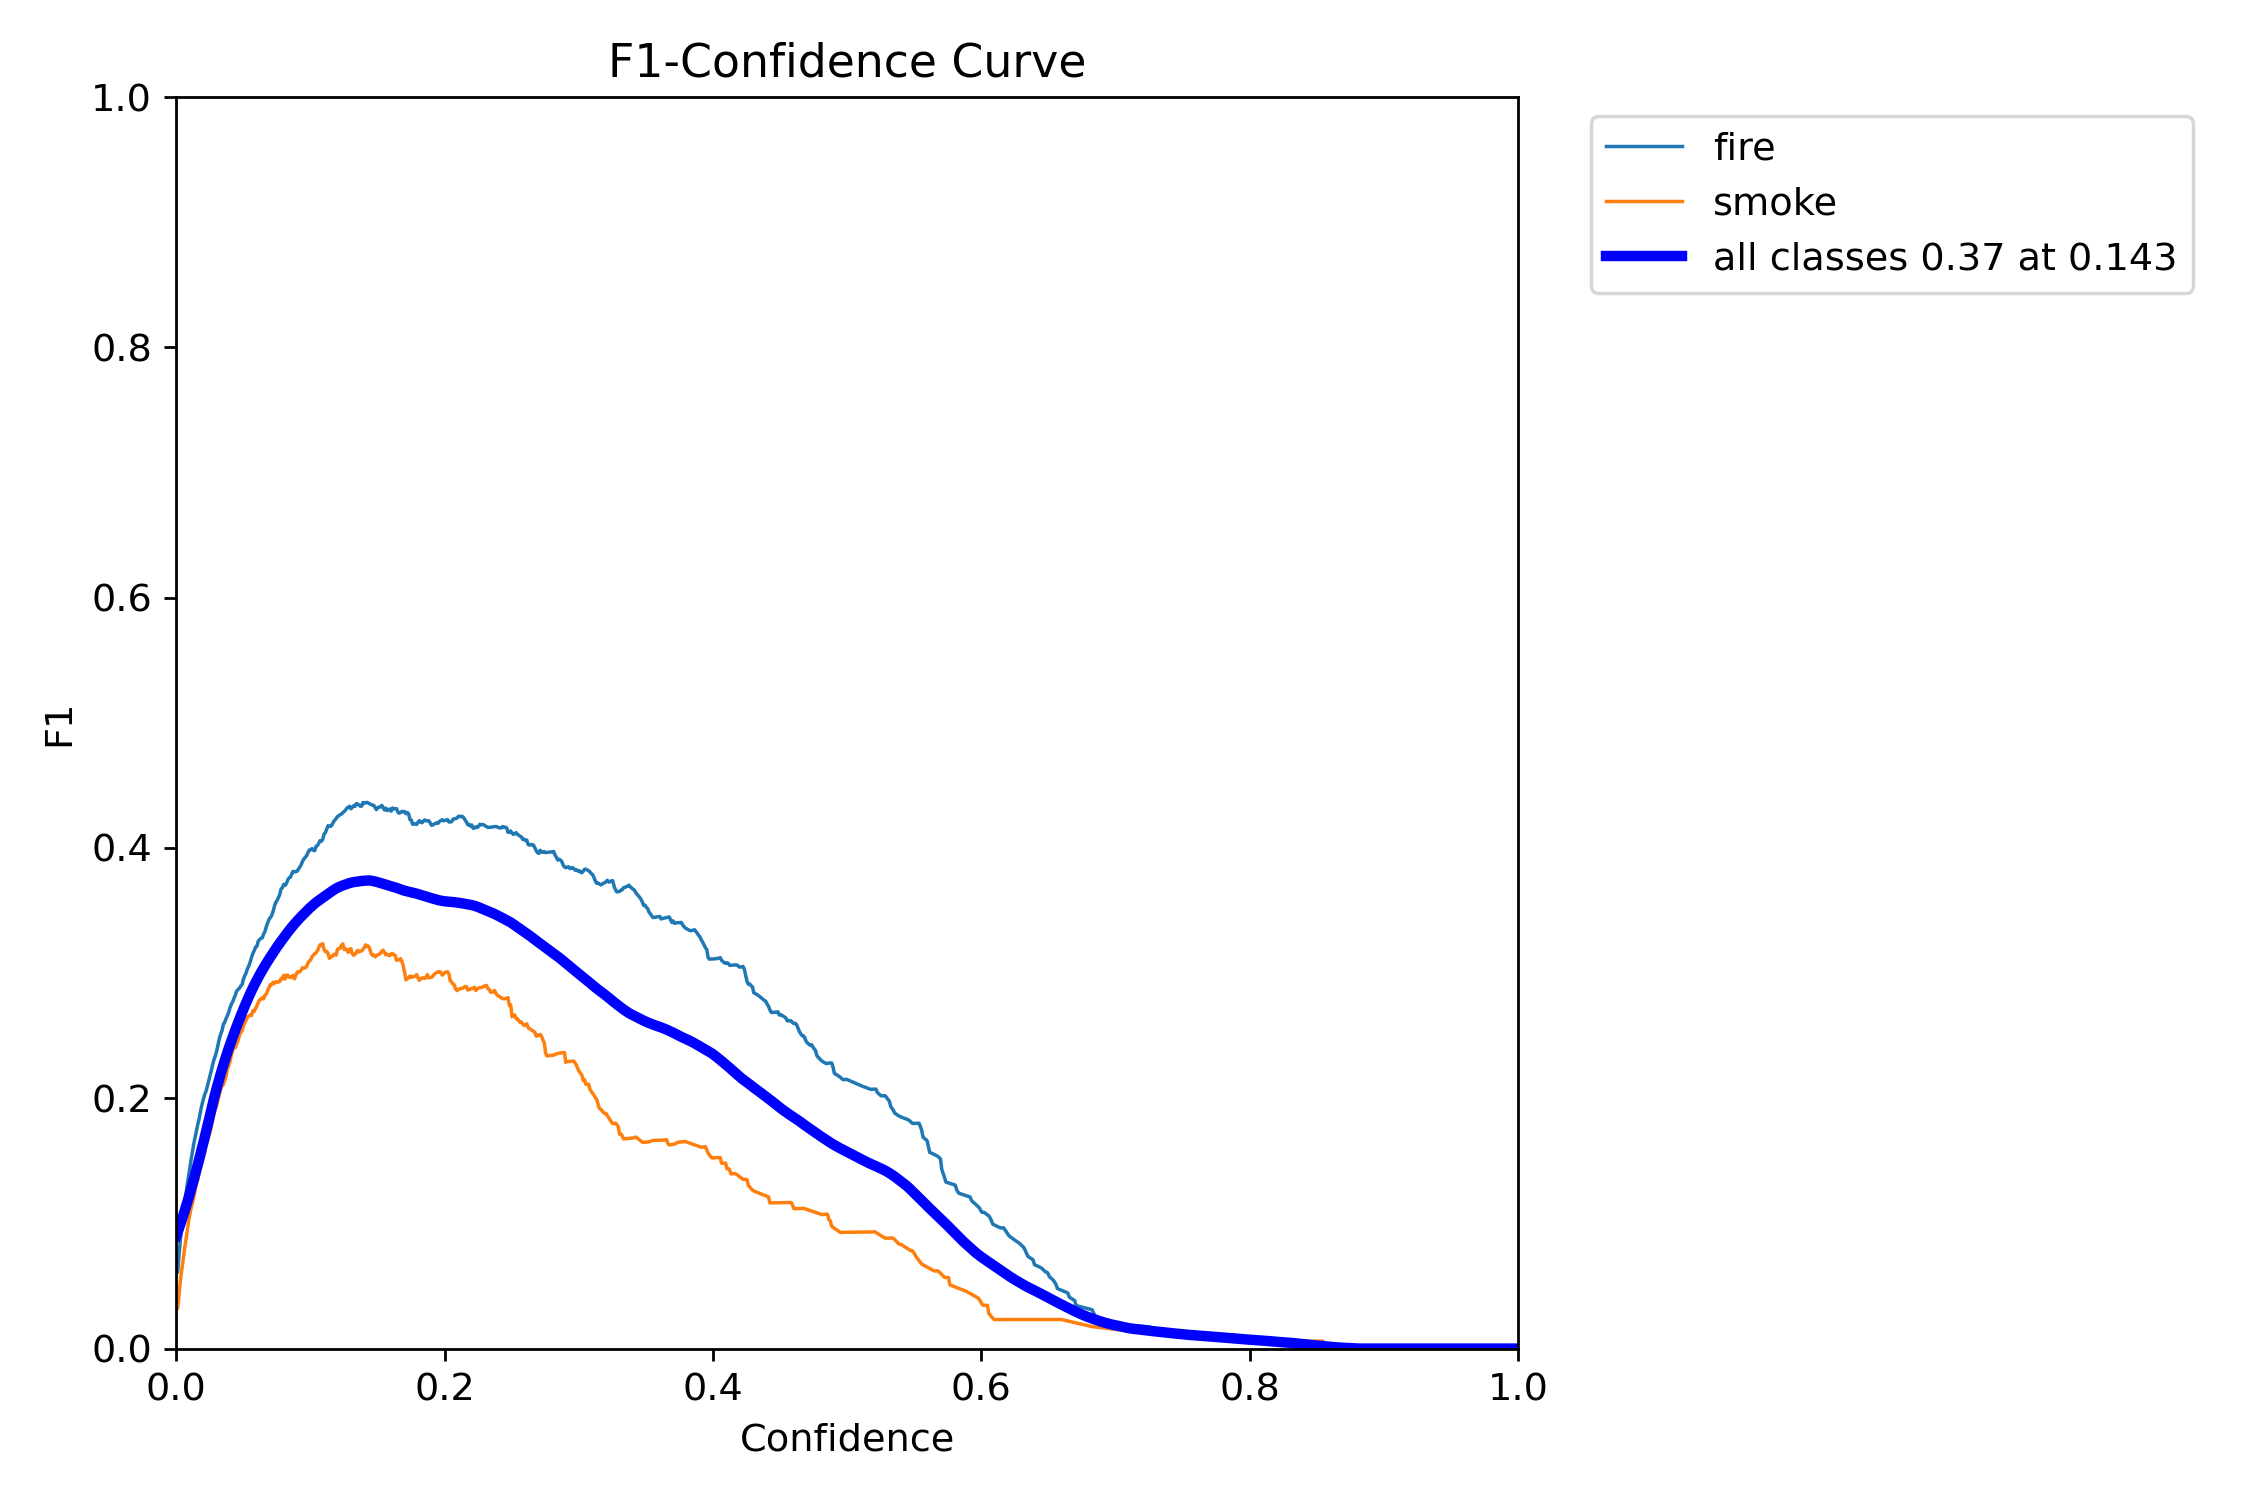 F1-Confidence Curve
1.0
0.8
0.6
0.4
0.2
0.0
F1
0.0 0.2 0.4 0.6 0.8 1.0
Confidence
fire
smoke
all classes 0.37 at 0.143